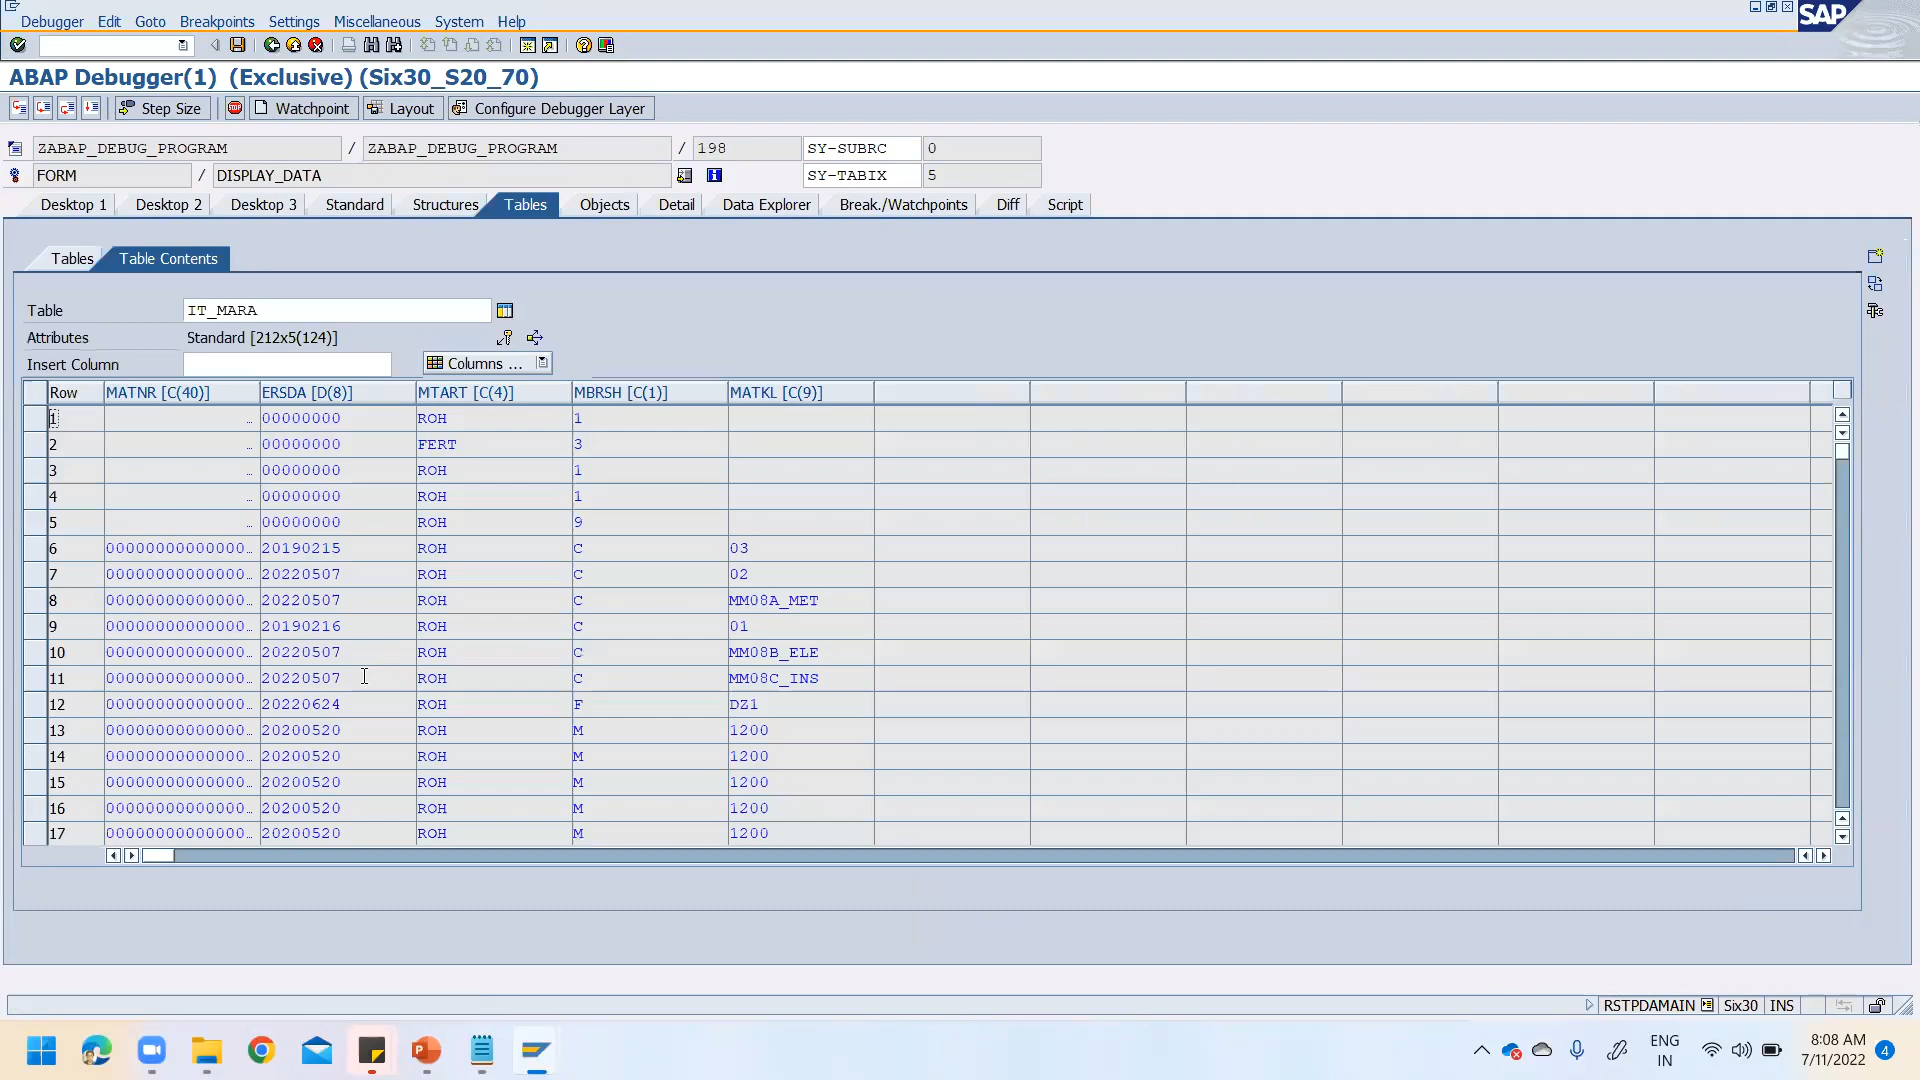 Debugger Edit Goto Breakpoints Settings Miscellaneous System Help
SAP
ABAP Debugger(1) (Exclusive) (Six30_S20_70)
Step Size STOP Watchpoint Layout Configure Debugger Layer
ZABAP_DEBUG_PROGRAM / ZABAP_DEBUG_PROGRAM / 198 SY-SUBRC 0
FORM / DISPLAY_DATA SY-TABIX 5
Desktop 1 Desktop 2 Desktop 3 Standard Structures Tables Objects Detail Data Explorer Break./Watchpoints Diff Script
Tables Table Contents
Table IT_MARA
Attributes Standard [212x5(124)]
Insert Column Columns ...
Row MATNR [C(40)] ERSDA [D(8)] MTART [C(4)] MBRSH [C(1)] MATKL [C(9)]
1 … 00000000 ROH 1
2 … 00000000 FERT 3
3 … 00000000 ROH 1
4 … 00000000 ROH 1
5 … 00000000 ROH 9
6 00000000000000… 20190215 ROH C 03
7 00000000000000… 20220507 ROH C 02
8 00000000000000… 20220507 ROH C MM08A_MET
9 00000000000000… 20190216 ROH C 01
10 00000000000000… 20220507 ROH C MM08B_ELE
11 00000000000000… 20220507 ROH C MM08C_INS
12 00000000000000… 20220624 ROH F DZ1
13 00000000000000… 20200520 ROH M 1200
14 00000000000000… 20200520 ROH M 1200
15 00000000000000… 20200520 ROH M 1200
16 00000000000000… 20200520 ROH M 1200
17 00000000000000… 20200520 ROH M 1200
RSTPDAMAIN Six30 INS
ENG 8:08 AM
IN 7/11/2022 4